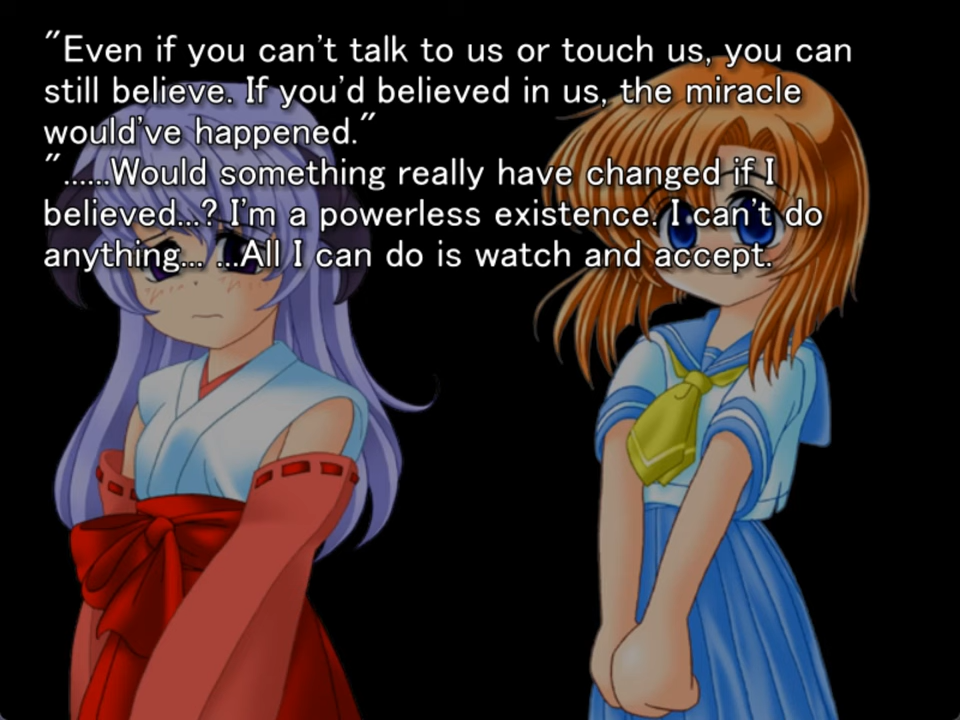 "Even if you can't talk to us or touch us, you can
still believe. If you'd believed in us, the miracle
would've happened."
"......Would something really have changed if I
believed...? I'm a powerless existence. I can't do
anything... ...All I can do is watch and accept.